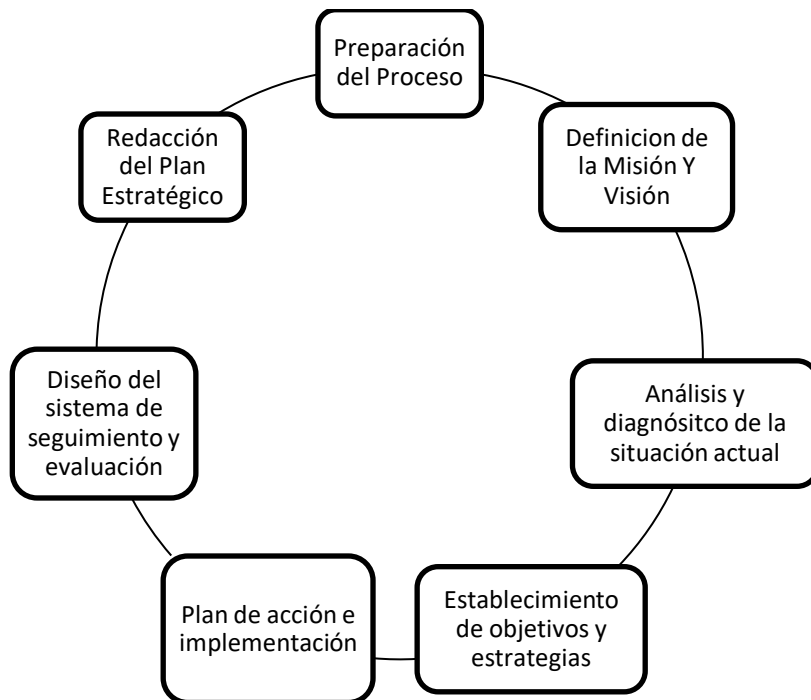 Preparación
del Proceso
Definicion de
la Misión Y
Visión
Análisis y
diagnósitco de la
situación actual
Establecimiento
de objetivos y
estrategias
Plan de acción e
implementación
Diseño del
sistema de
seguimiento y
evaluación
Redacción
del Plan
Estratégico